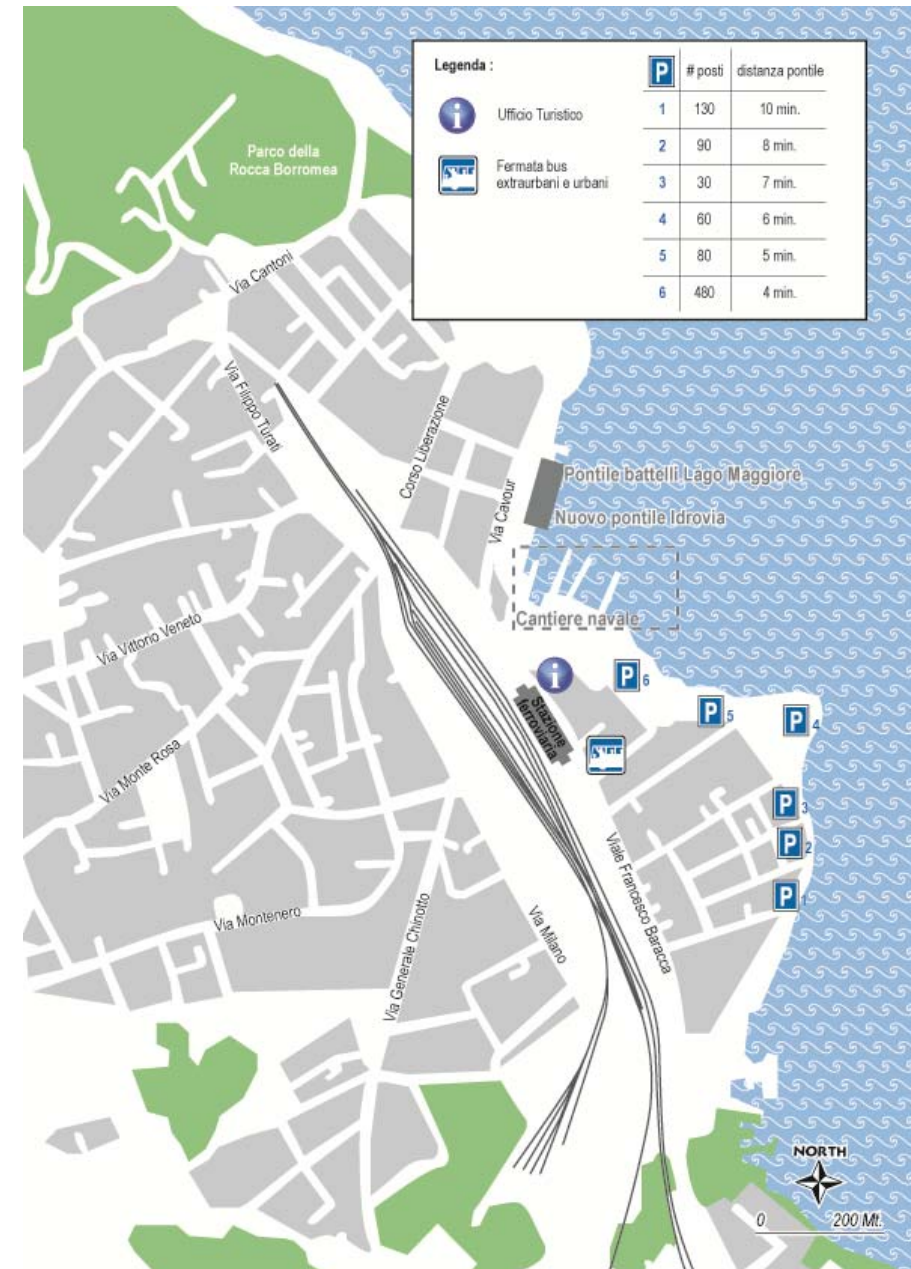 Legenda :
P # posti distanza pontile
i Ufficio Turistico
1 130 10 min.
2 90 8 min.
Fermata bus
extraurbani e urbani
3 30 7 min.
4 60 6 min.
5 80 5 min.
6 480 4 min.
Parco della
Rocca Borromea
Via Cantoni
Via Filippo Turati
Corso Liberazione
Via Cavour
Pontile battelli Lago Maggiore
Nuovo pontile Idrovia
Cantiere navale
Via Vittorio Veneto
i
P 6
Stazione
ferroviaria
P 5
P 4
Via Monte Rosa
P 3
P 2
Viale Francesco Baracca
P 1
Via Montenero
Via Generale Chinotto
Via Milano
NORTH
0 200 Mt.